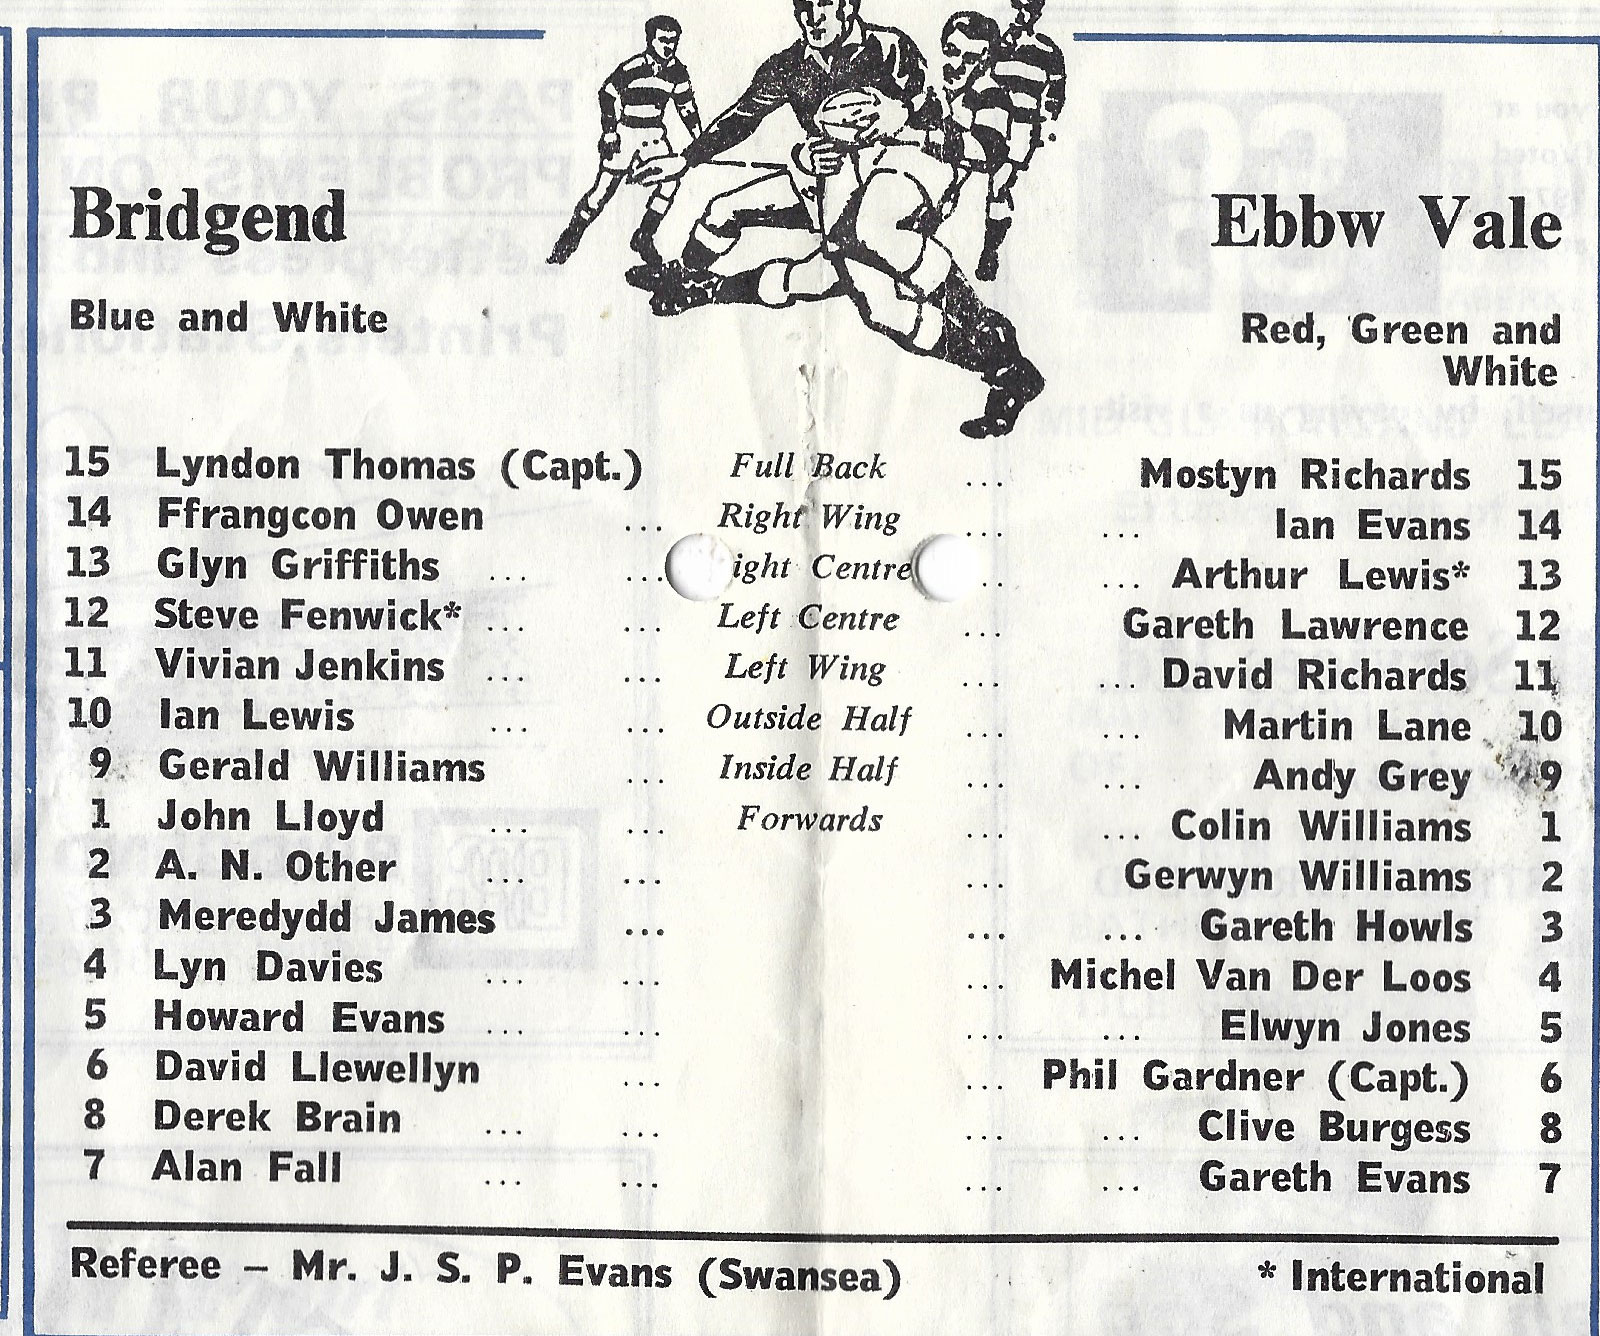 Bridgend
Ebbw Vale
Blue and White
Red, Green and
White
15 Lyndon Thomas (Capt.) Full Back ... Mostyn Richards 15
14 Ffrangcon Owen ... Right Wing ... ... Ian Evans 14
13 Glyn Griffiths ... ... ight Centre ... ... Arthur Lewis* 13
12 Steve Fenwick* ... ... Left Centre ... Gareth Lawrence 12
11 Vivian Jenkins ... ... Left Wing ... ... David Richards 11
10 Ian Lewis ... ... Outside Half ... ... Martin Lane 10
9 Gerald Williams ... Inside Half ... ... Andy Grey 9
1 John Lloyd ... ... Forwards ... ... Colin Williams 1
2 A. N. Other ... ... ... Gerwyn Williams 2
3 Meredydd James ... ... ... Gareth Howls 3
4 Lyn Davies ... ... ... Michel Van Der Loos 4
5 Howard Evans ... ... ... ... Elwyn Jones 5
6 David Llewellyn ... ... Phil Gardner (Capt.) 6
8 Derek Brain ... ... ... ... Clive Burgess 8
7 Alan Fall ... ... ... ... Gareth Evans 7
Referee – Mr. J. S. P. Evans (Swansea) * International